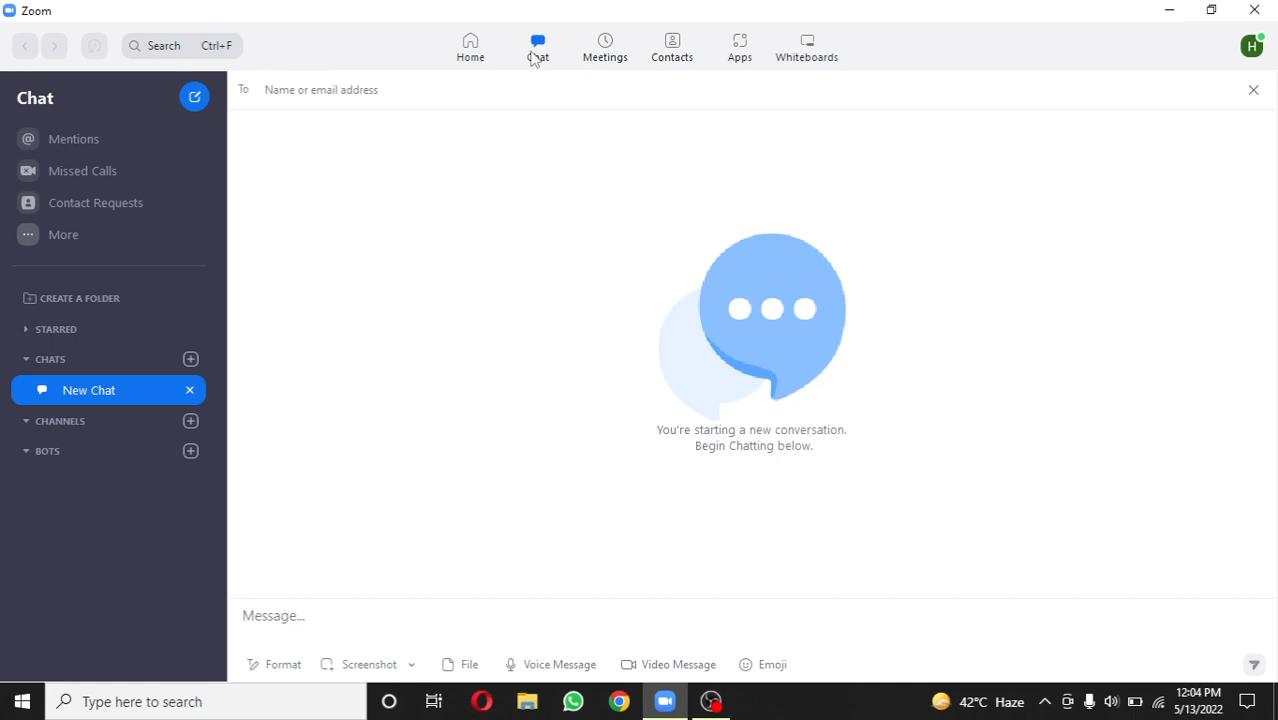 Zoom
Search Ctrl+F
Home
Chat
Meetings
Contacts
Apps
Whiteboards
H
Chat
To Name or email address
Mentions
Missed Calls
Contact Requests
More
CREATE A FOLDER
STARRED
CHATS
New Chat
CHANNELS
BOTS
You're starting a new conversation.
Begin Chatting below.
Message...
Format
Screenshot
File
Voice Message
Video Message
Emoji
Type here to search
42°C Haze
12:04 PM
5/13/2022